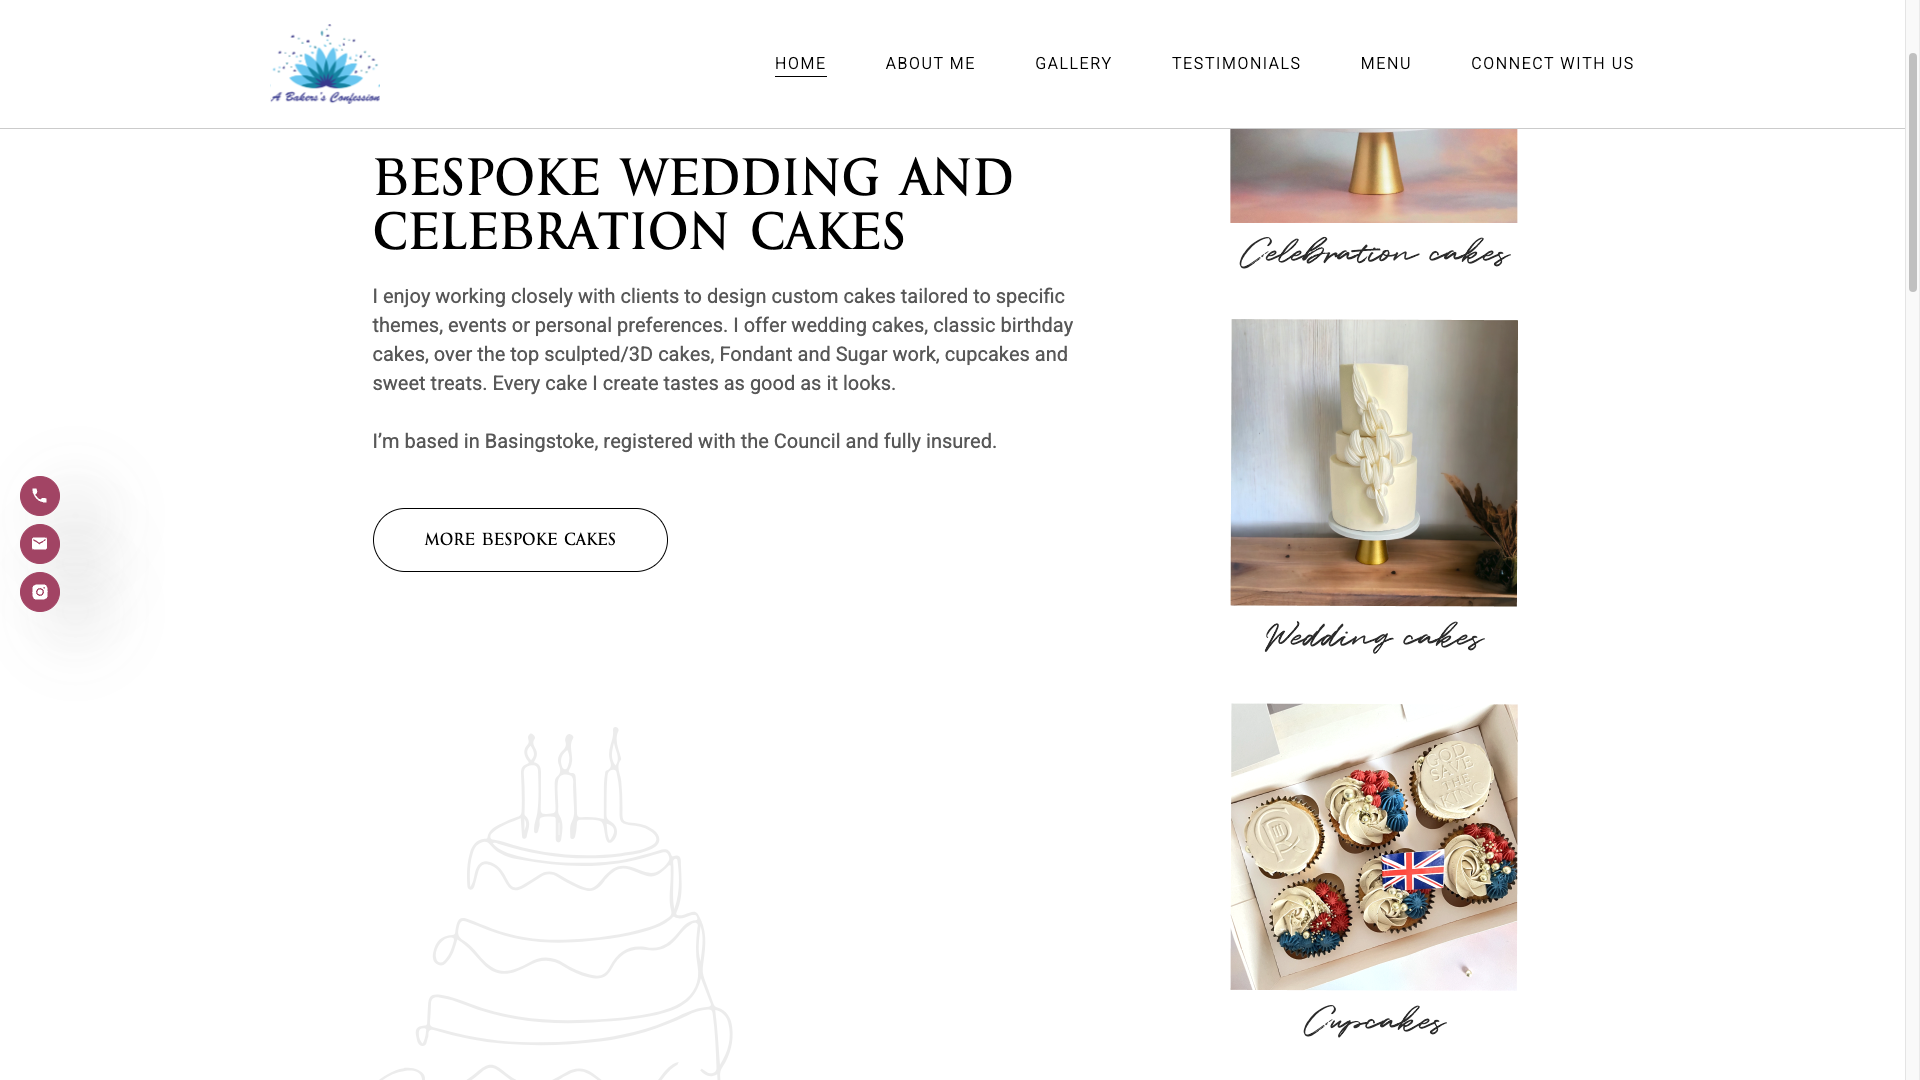 A Bakers's Confession
HOME
ABOUT ME
GALLERY
TESTIMONIALS
MENU
CONNECT WITH US
BESPOKE WEDDING AND
CELEBRATION CAKES
I enjoy working closely with clients to design custom cakes tailored to specific
themes, events or personal preferences. I offer wedding cakes, classic birthday
cakes, over the top sculpted/3D cakes, Fondant and Sugar work, cupcakes and
sweet treats. Every cake I create tastes as good as it looks.
I’m based in Basingstoke, registered with the Council and fully insured.
MORE BESPOKE CAKES
Celebration cakes
Wedding cakes
GOD
SAVE
THE
KING
Cupcakes